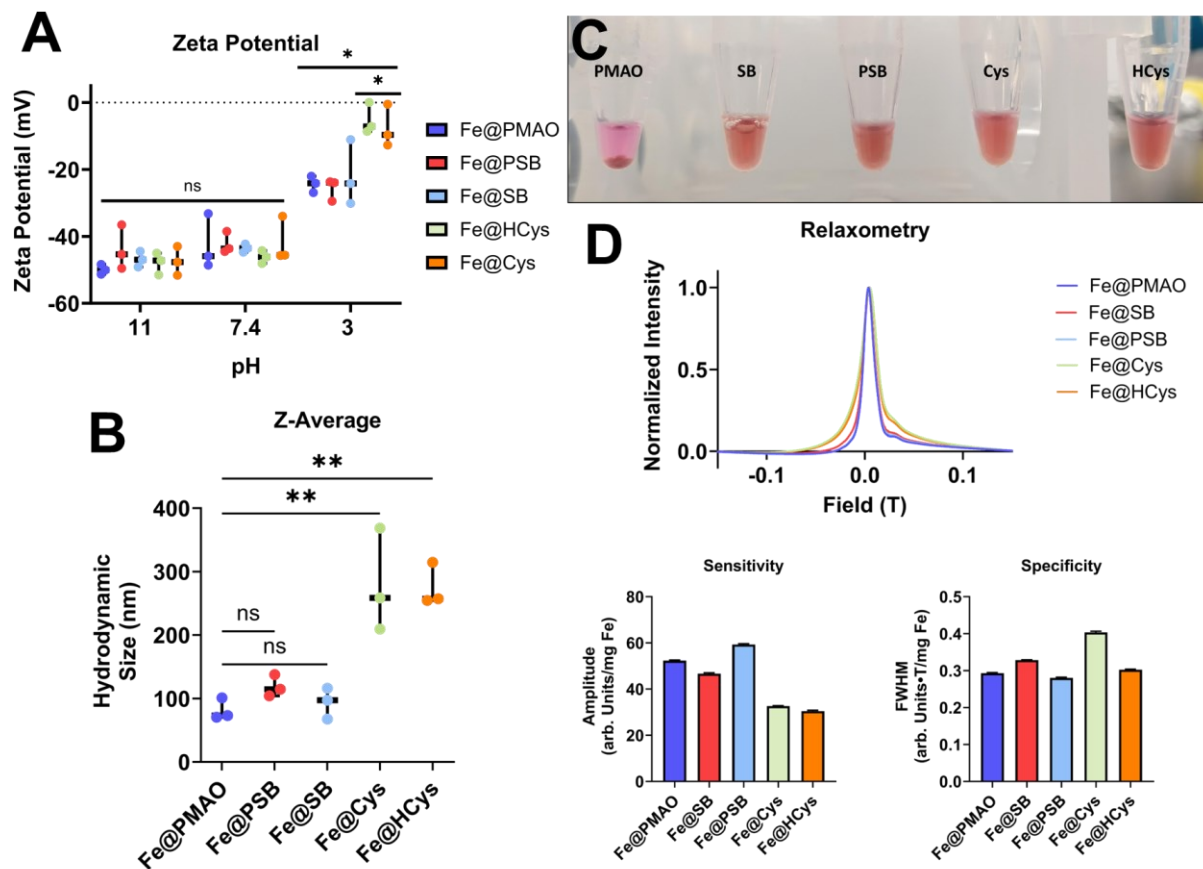 A
Zeta Potential
*
*
ns
Zeta Potential (mV)
0
-20
-40
-60
11
7.4
3
pH
Fe@PMAO
Fe@PSB
Fe@SB
Fe@HCys
Fe@Cys
B
Z-Average
**
**
ns
ns
Hydrodynamic
Size (nm)
400
300
200
100
0
Fe@PMAO
Fe@PSB
Fe@SB
Fe@Cys
Fe@HCys
C
PMAO
SB
PSB
Cys
HCys
D
Relaxometry
Normalized Intensity
1.0
0.5
0.0
-0.1
0.0
0.1
Field (T)
Fe@PMAO
Fe@SB
Fe@PSB
Fe@Cys
Fe@HCys
Sensitivity
Amplitude
(arb. Units/mg Fe)
80
60
40
20
0
Fe@PMAO
Fe@SB
Fe@PSB
Fe@Cys
Fe@HCys
Specificity
FWHM
(arb. Units•T/mg Fe)
0.5
0.4
0.3
0.2
0.1
0.0
Fe@PMAO
Fe@SB
Fe@PSB
Fe@Cys
Fe@HCys